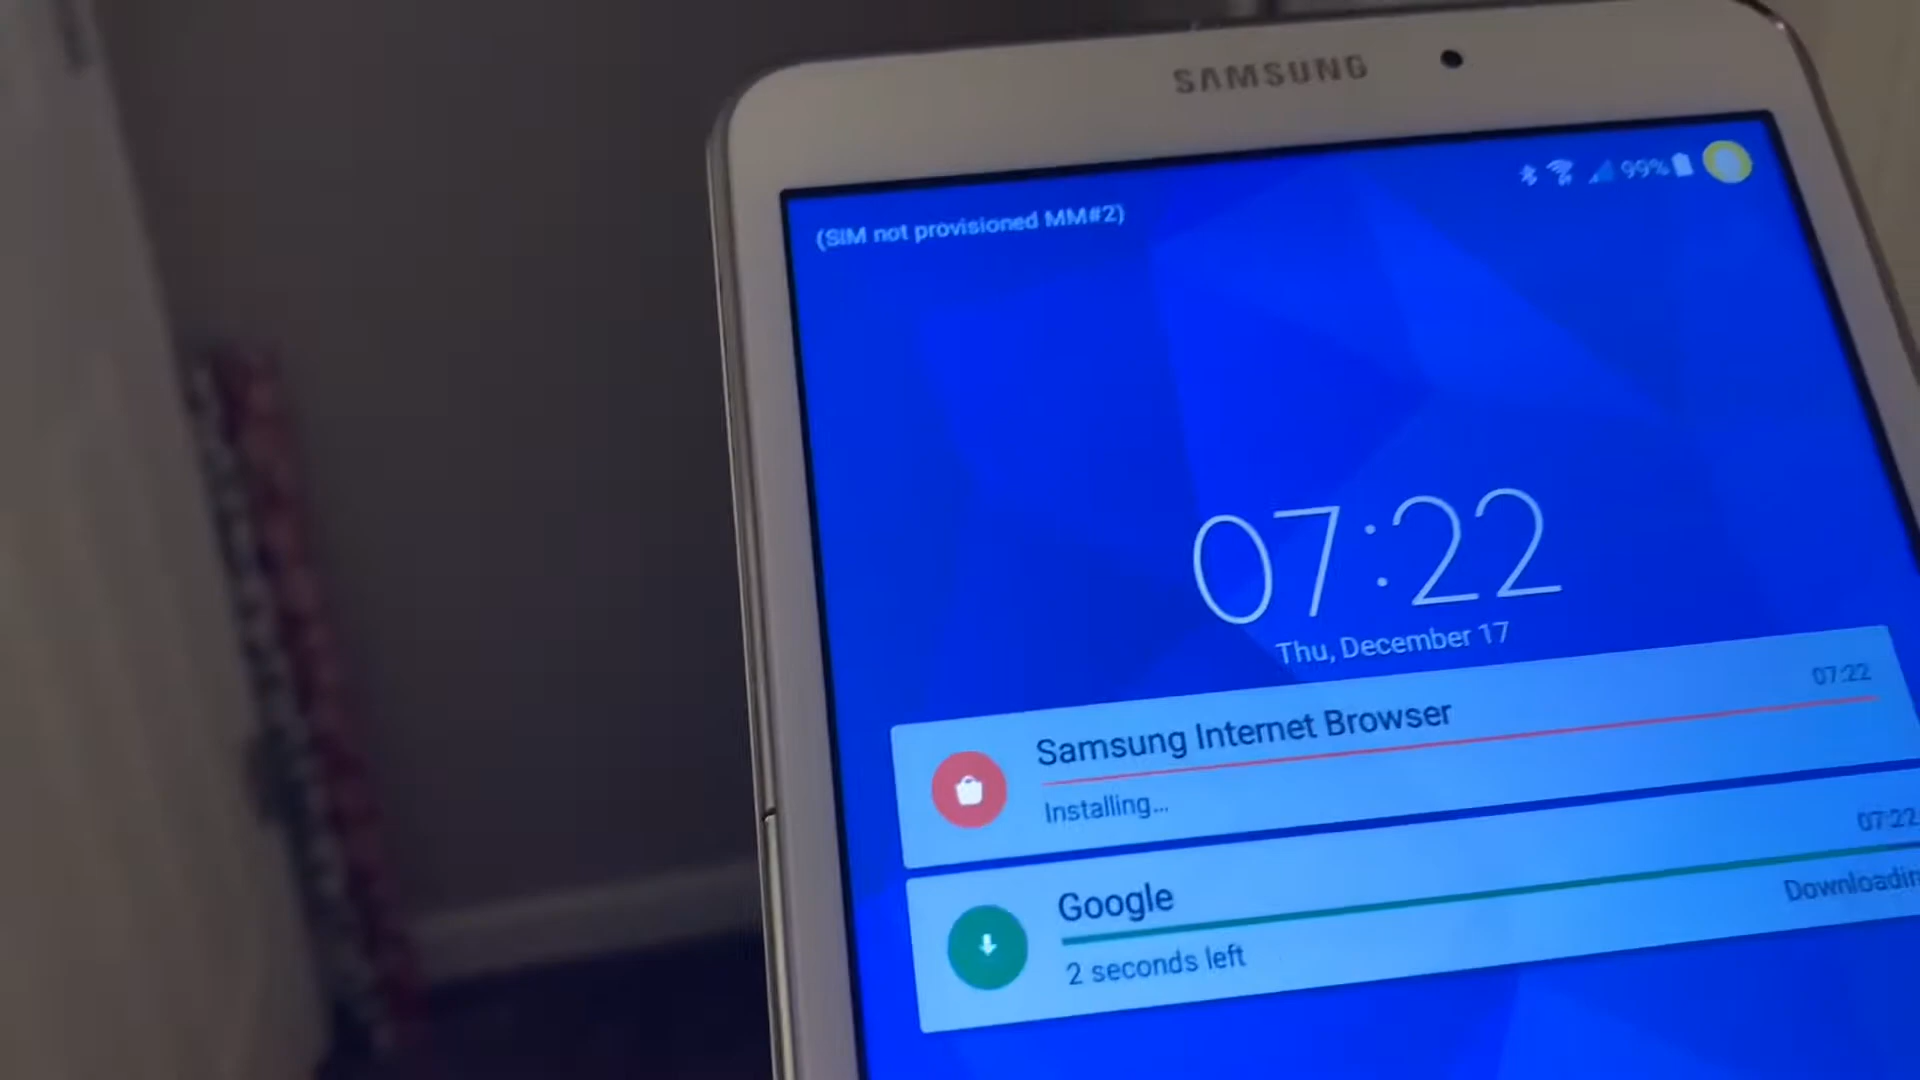 SAMSUNG
99%
(SIM not provisioned MM#2)
07:22
Thu, December 17
07:22
Samsung Internet Browser
Installing...
07:22
Google
2 seconds left